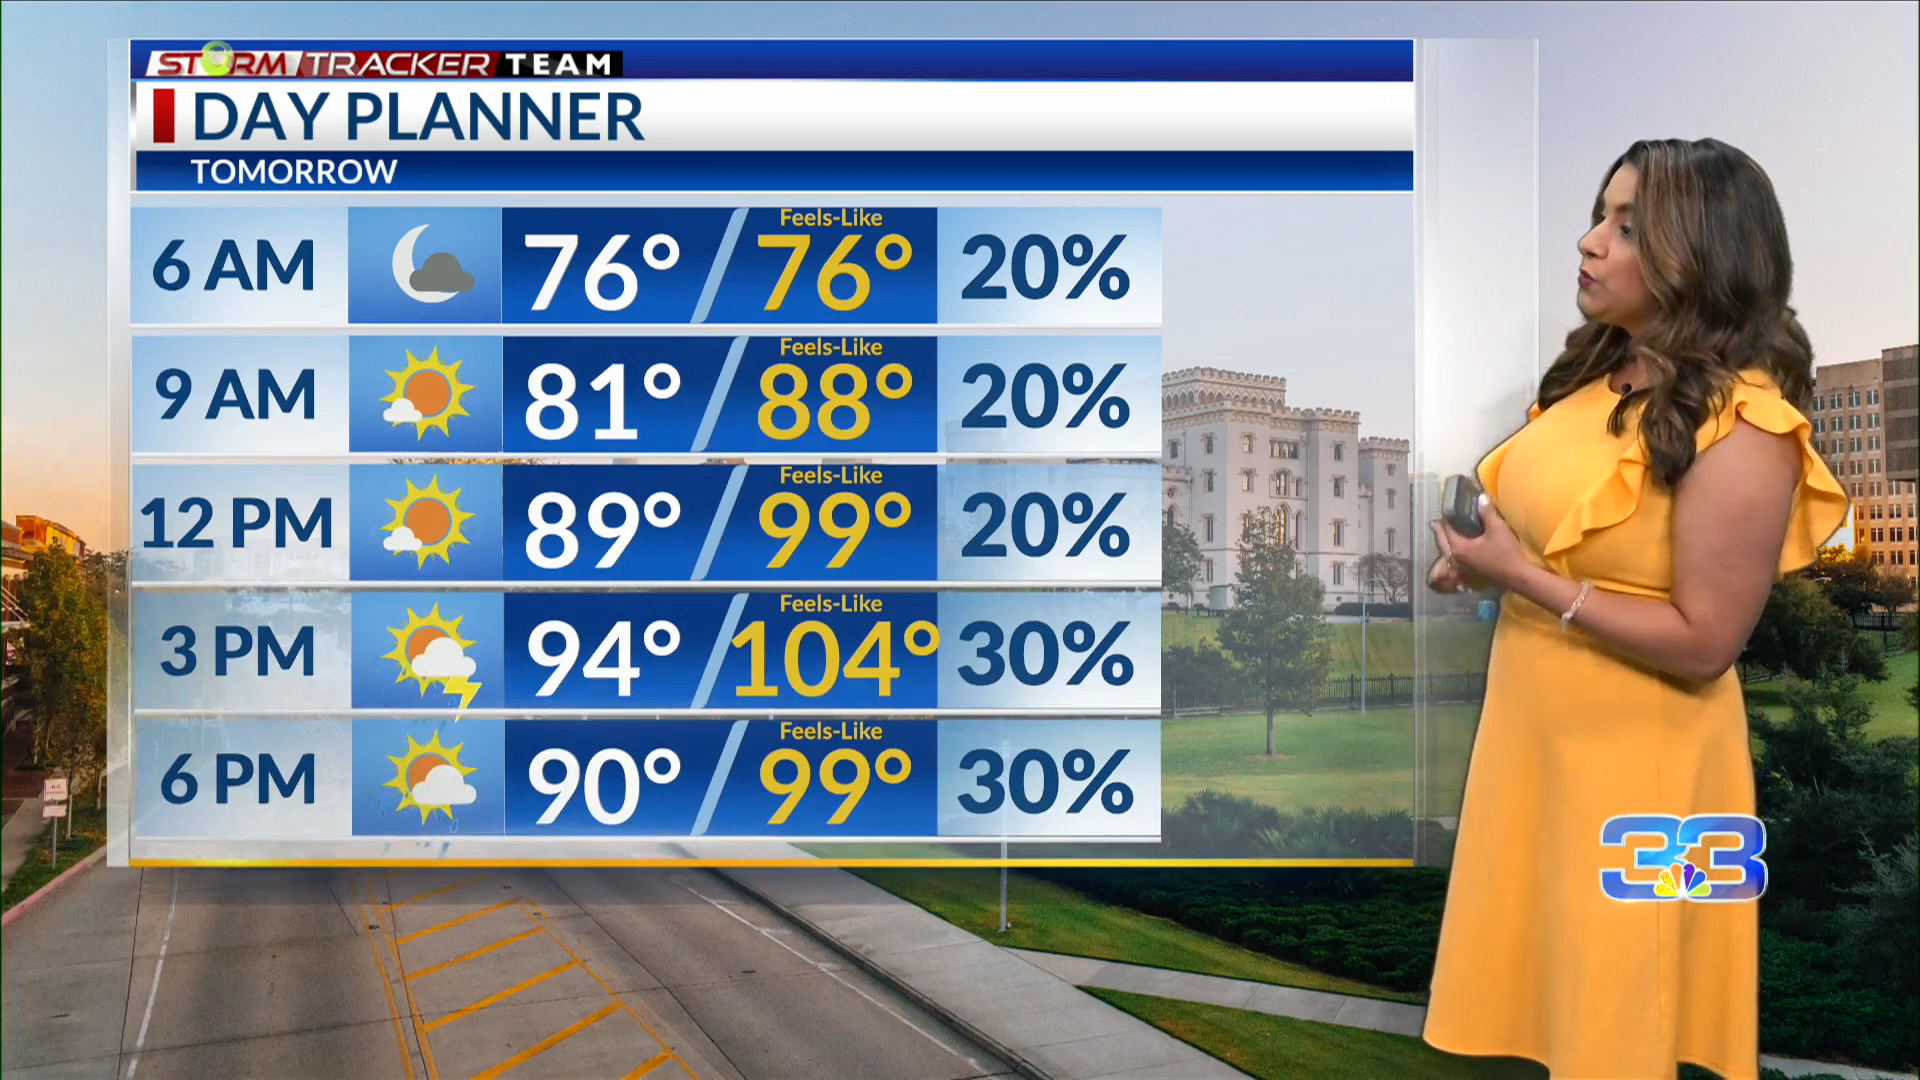 STORM TRACKER TEAM
DAY PLANNER
TOMORROW
6 AM 76° / Feels-Like 76° 20%
9 AM 81° / Feels-Like 88° 20%
12 PM 89° / Feels-Like 99° 20%
3 PM 94° / Feels-Like 104° 30%
6 PM 90° / Feels-Like 99° 30%
33
NO